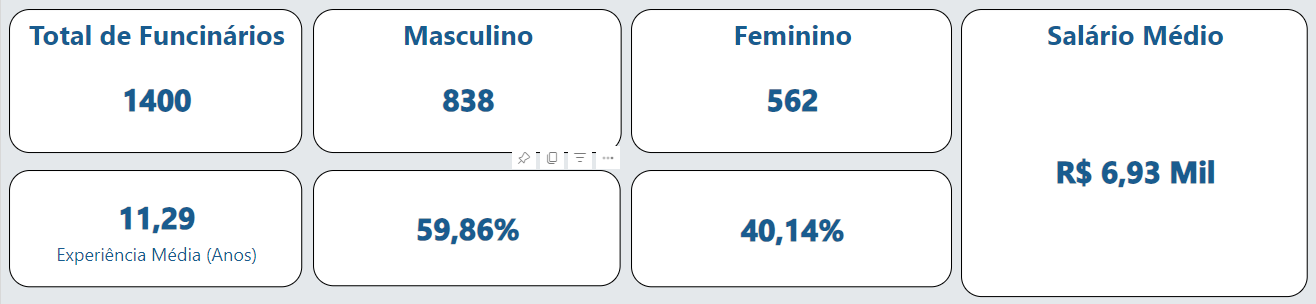 Total de Funcinários
1400
Masculino
838
Feminino
562
Salário Médio
R$ 6,93 Mil
11,29
Experiência Média (Anos)
59,86%
40,14%